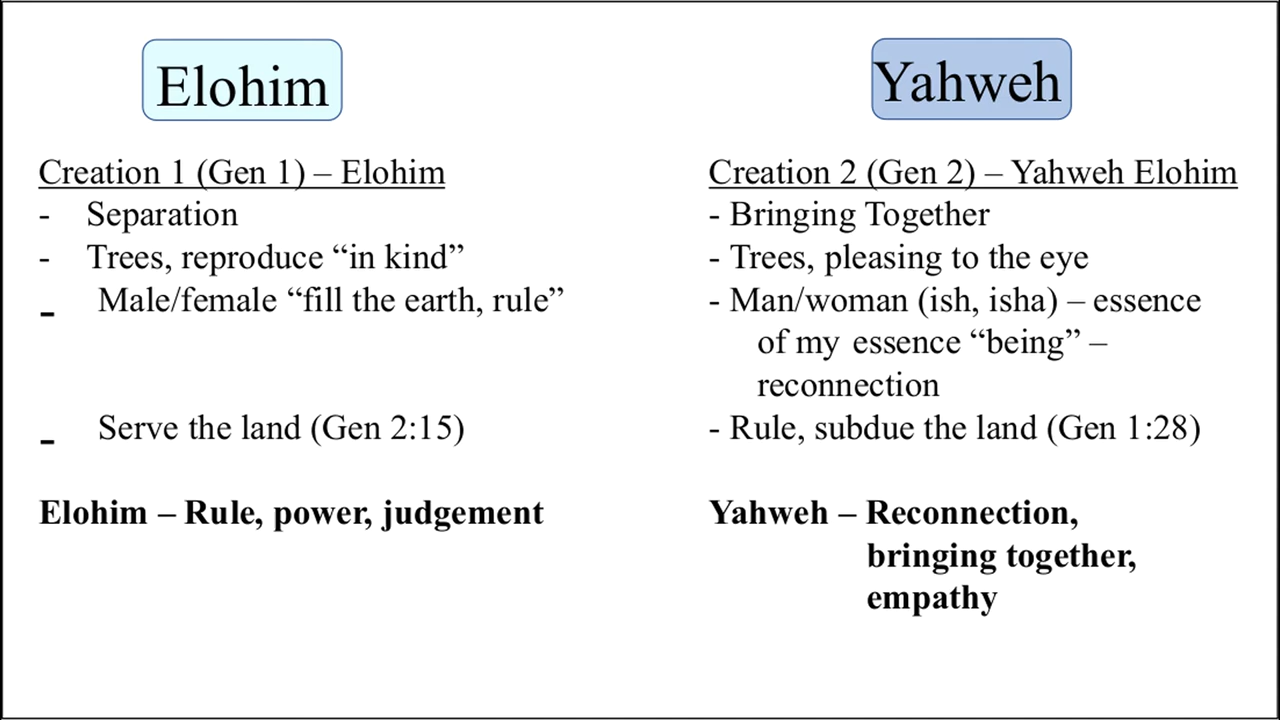 Elohim
Creation 1 (Gen 1) – Elohim
- Separation
- Trees, reproduce “in kind”
- Male/female “fill the earth, rule”
- Serve the land (Gen 2:15)
Elohim – Rule, power, judgement
Yahweh
Creation 2 (Gen 2) – Yahweh Elohim
- Bringing Together
- Trees, pleasing to the eye
- Man/woman (ish, isha) – essence
of my essence “being” –
reconnection
- Rule, subdue the land (Gen 1:28)
Yahweh – Reconnection,
bringing together,
empathy